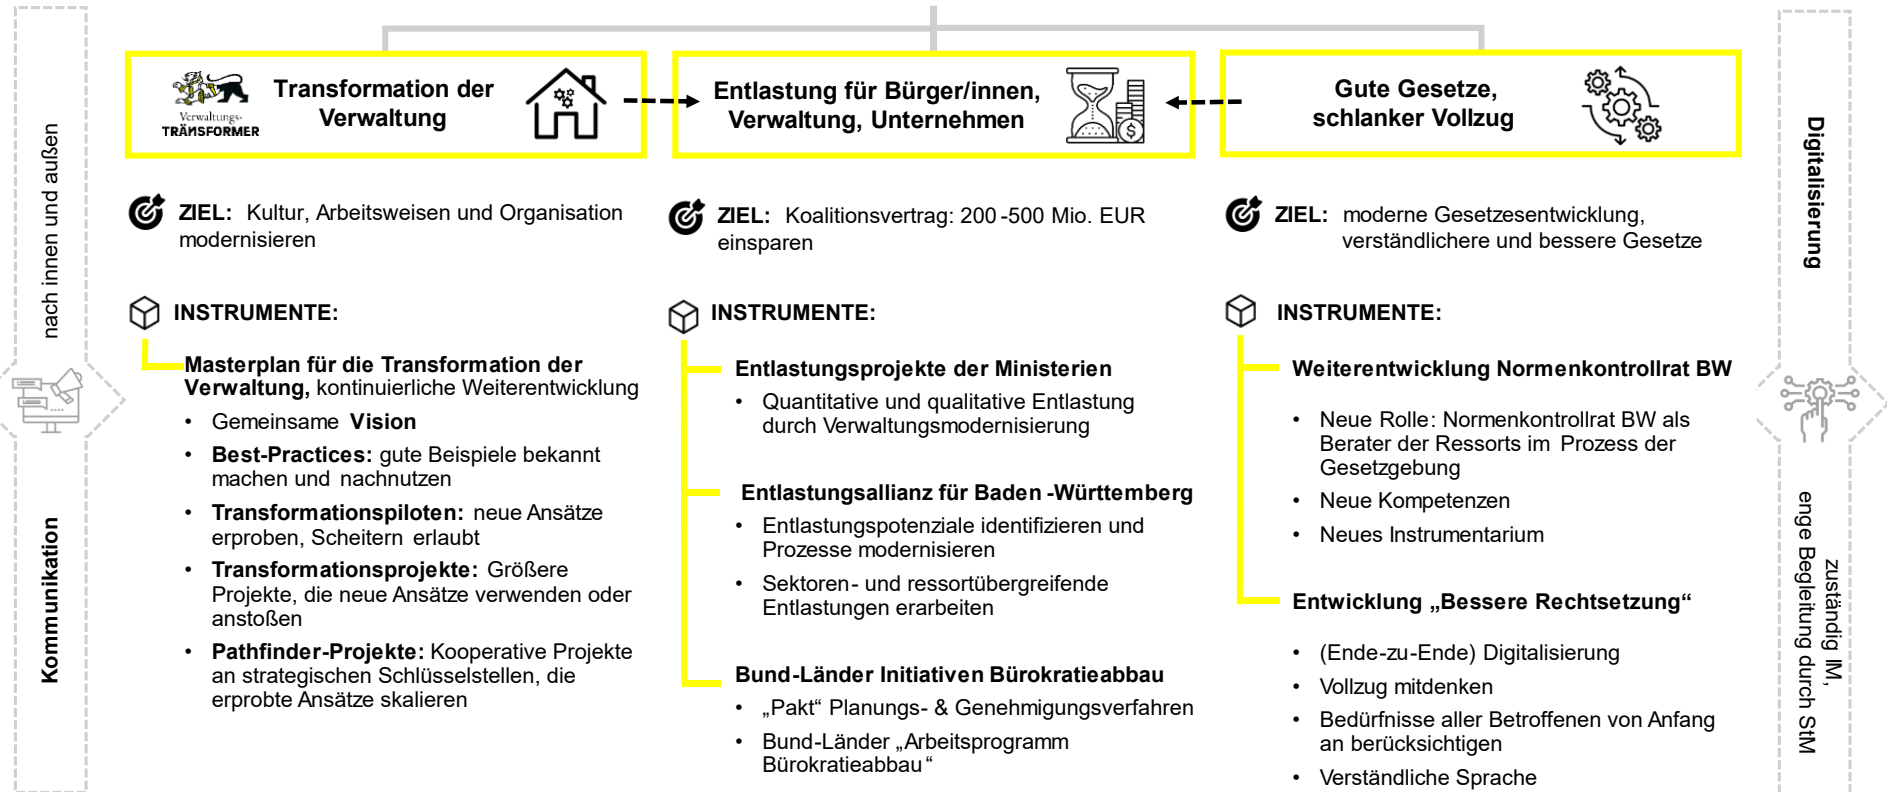 nach innen und außen
Kommunikation
Verwaltungs-
TRÄNSFORMER
Transformation der
Verwaltung
ZIEL: Kultur, Arbeitsweisen und Organisation
modernisieren
INSTRUMENTE:
Masterplan für die Transformation der
Verwaltung, kontinuierliche Weiterentwicklung
• Gemeinsame Vision
• Best-Practices: gute Beispiele bekannt
machen und nachnutzen
• Transformationspiloten: neue Ansätze
erproben, Scheitern erlaubt
• Transformationsprojekte: Größere
Projekte, die neue Ansätze verwenden oder
anstoßen
• Pathfinder-Projekte: Kooperative Projekte
an strategischen Schlüsselstellen, die
erprobte Ansätze skalieren
Entlastung für Bürger/innen,
Verwaltung, Unternehmen
ZIEL: Koalitionsvertrag: 200-500 Mio. EUR
einsparen
INSTRUMENTE:
Entlastungsprojekte der Ministerien
• Quantitative und qualitative Entlastung
durch Verwaltungsmodernisierung
Entlastungsallianz für Baden-Württemberg
• Entlastungspotenziale identifizieren und
Prozesse modernisieren
• Sektoren- und ressortübergreifende
Entlastungen erarbeiten
Bund-Länder Initiativen Bürokratieabbau
• „Pakt“ Planungs- & Genehmigungsverfahren
• Bund-Länder „Arbeitsprogramm
Bürokratieabbau“
Gute Gesetze,
schlanker Vollzug
ZIEL: moderne Gesetzesentwicklung,
verständlichere und bessere Gesetze
INSTRUMENTE:
Weiterentwicklung Normenkontrollrat BW
• Neue Rolle: Normenkontrollrat BW als
Berater der Ressorts im Prozess der
Gesetzgebung
• Neue Kompetenzen
• Neues Instrumentarium
Entwicklung „Bessere Rechtsetzung“
• (Ende-zu-Ende) Digitalisierung
• Vollzug mitdenken
• Bedürfnisse aller Betroffenen von Anfang
an berücksichtigen
• Verständliche Sprache
Digitalisierung
zuständig IM,
enge Begleitung durch StM